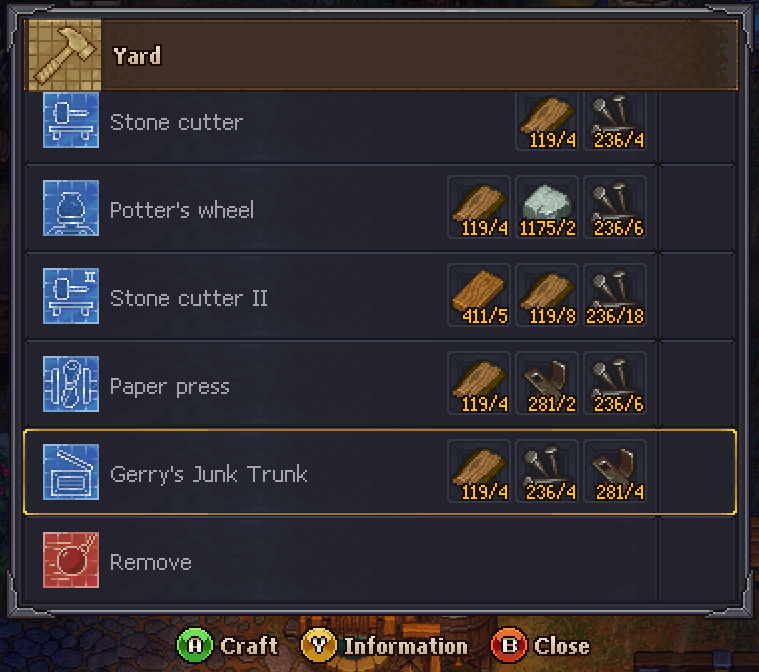 Yard
Stone cutter 119/4 236/4
Potter's wheel 119/4 1175/2 236/6
II
Stone cutter II 411/5 119/8 236/18
Paper press 119/4 281/2 236/6
Gerry's Junk Trunk 119/4 236/4 281/4
Remove
A Craft Y Information B Close